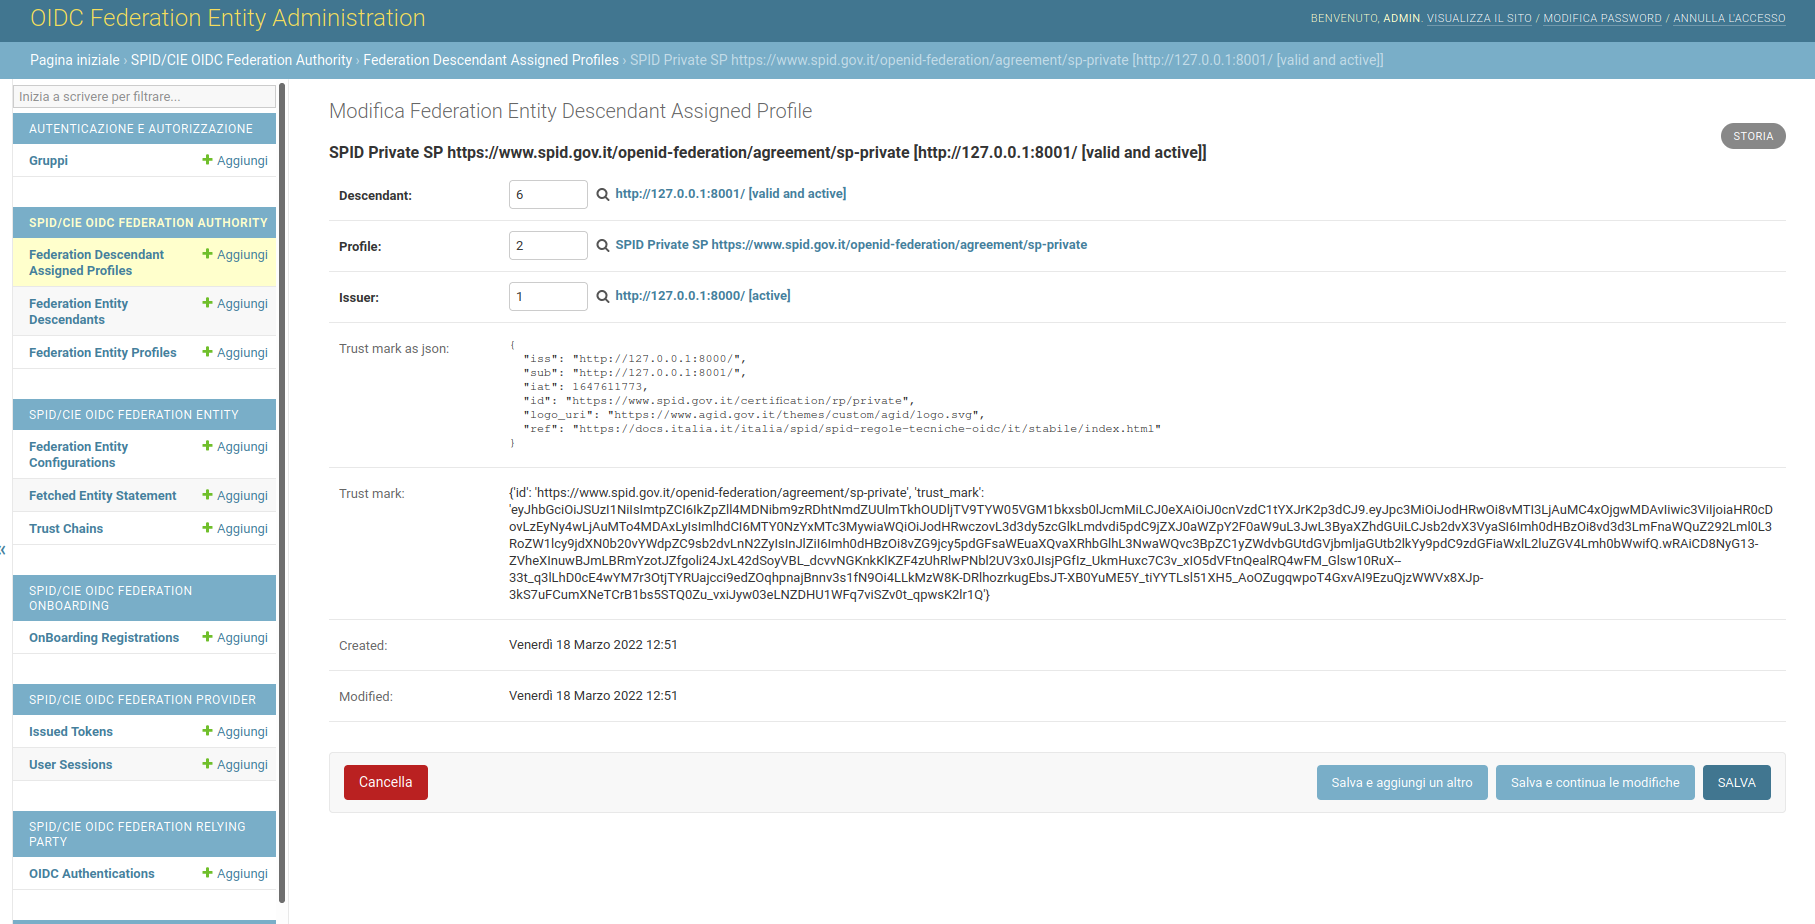 OIDC Federation Entity Administration
BENVENUTO, ADMIN. VISUALIZZA IL SITO / MODIFICA PASSWORD / ANNULLA L'ACCESSO
Pagina iniziale › SPID/CIE OIDC Federation Authority › Federation Descendant Assigned Profiles › SPID Private SP https://www.spid.gov.it/openid-federation/agreement/sp-private [http://127.0.0.1:8001/ [valid and active]]
Inizia a scrivere per filtrare...
AUTENTICAZIONE E AUTORIZZAZIONE
Gruppi Aggiungi
SPID/CIE OIDC FEDERATION AUTHORITY
Federation Descendant Aggiungi
Assigned Profiles
Federation Entity Aggiungi
Descendants
Federation Entity Profiles Aggiungi
SPID/CIE OIDC FEDERATION ENTITY
Federation Entity Aggiungi
Configurations
Fetched Entity Statement Aggiungi
Trust Chains Aggiungi
SPID/CIE OIDC FEDERATION
ONBOARDING
OnBoarding Registrations Aggiungi
SPID/CIE OIDC FEDERATION PROVIDER
Issued Tokens Aggiungi
User Sessions Aggiungi
SPID/CIE OIDC FEDERATION RELYING
PARTY
OIDC Authentications Aggiungi
«
Modifica Federation Entity Descendant Assigned Profile
STORIA
SPID Private SP https://www.spid.gov.it/openid-federation/agreement/sp-private [http://127.0.0.1:8001/ [valid and active]]
Descendant: 6 http://127.0.0.1:8001/ [valid and active]
Profile: 2 SPID Private SP https://www.spid.gov.it/openid-federation/agreement/sp-private
Issuer: 1 http://127.0.0.1:8000/ [active]
Trust mark as json: {
"iss": "http://127.0.0.1:8000/",
"sub": "http://127.0.0.1:8001/",
"iat": 1647611773,
"id": "https://www.spid.gov.it/certification/rp/private",
"logo_uri": "https://www.agid.gov.it/themes/custom/agid/logo.svg",
"ref": "https://docs.italia.it/italia/spid/spid-regole-tecniche-oidc/it/stabile/index.html"
}
Trust mark: {'id': 'https://www.spid.gov.it/openid-federation/agreement/sp-private', 'trust_mark':
Created: Venerdì 18 Marzo 2022 12:51
Modified: Venerdì 18 Marzo 2022 12:51
Cancella
Salva e aggiungi un altro
Salva e continua le modifiche
SALVA